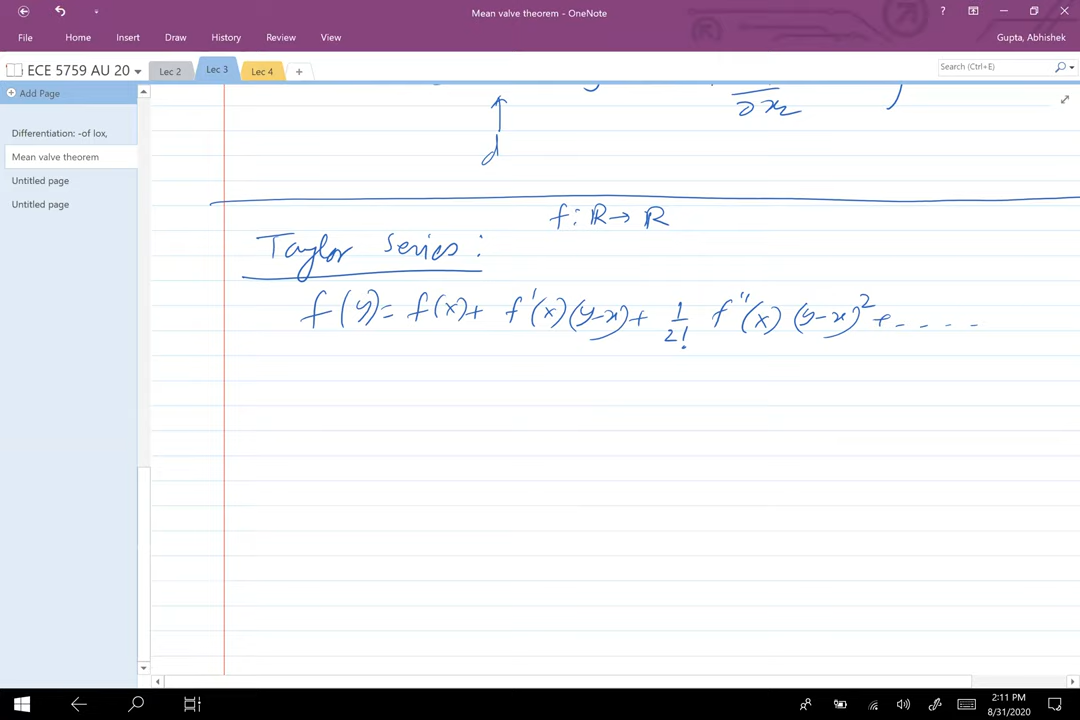 Mean valve theorem - OneNote
File Home Insert Draw History Review View
Gupta, Abhishek
ECE 5759 AU 20 Lec 2 Lec 3 Lec 4
Search (Ctrl+E)
Add Page
Differentiation: -of lox,
Mean valve theorem
Untitled page
Untitled page
∂x₂
d
f: ℝ → ℝ
Taylor Series:
f(y) = f(x) + f'(x)(y-x) + 1/2! f''(x)(y-x)² + - - - -
2:11 PM
8/31/2020